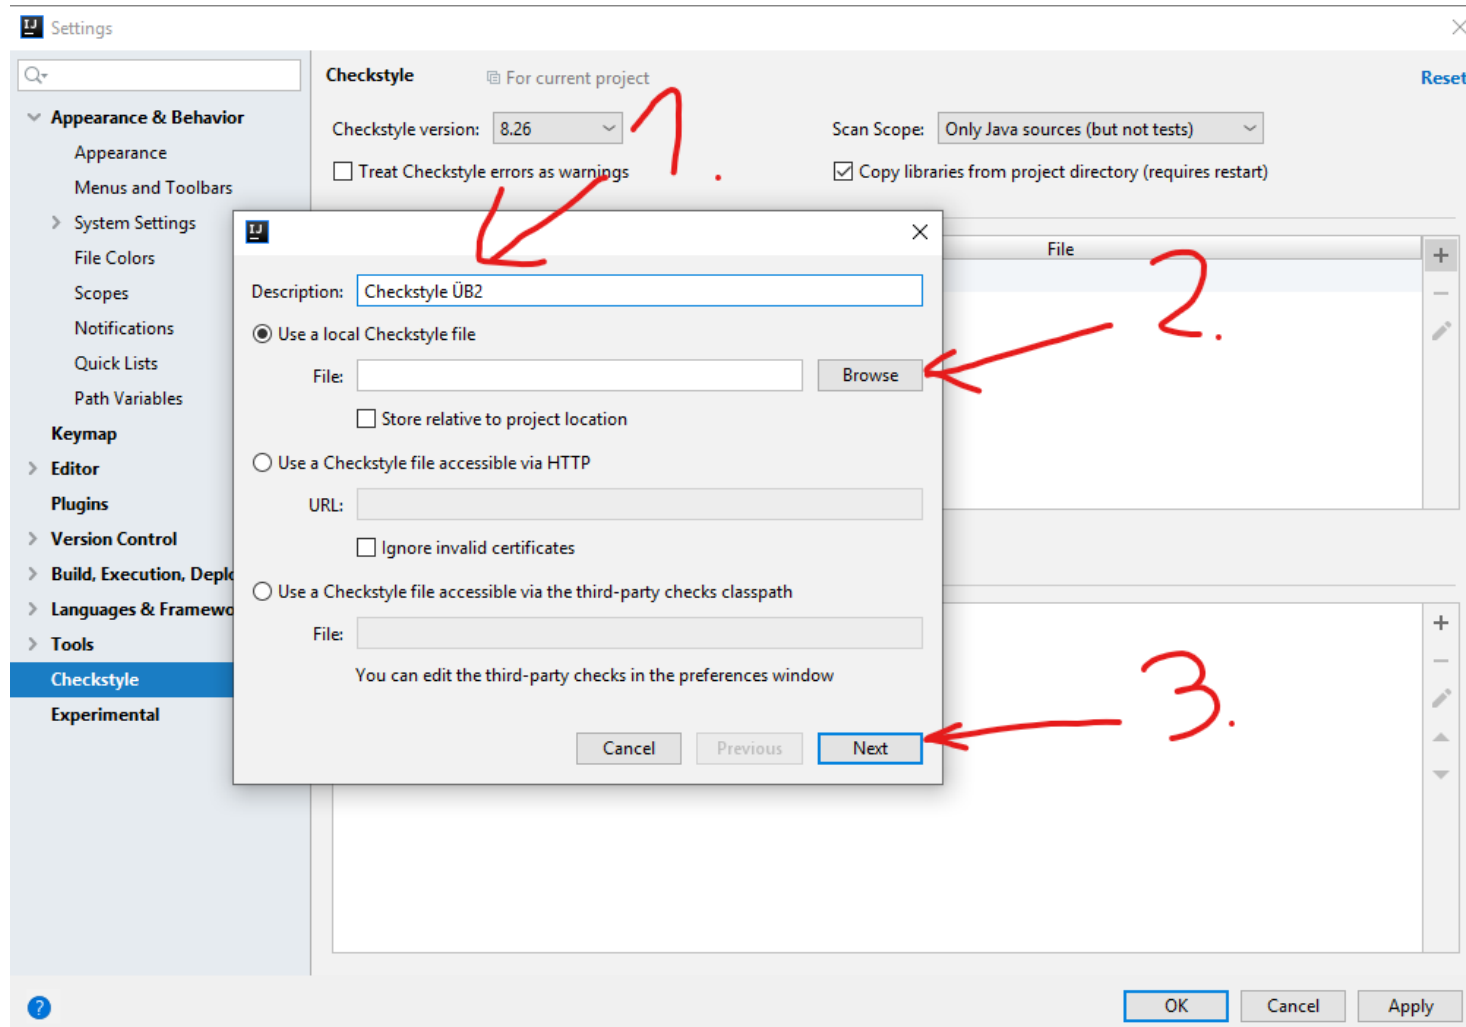 Settings
Checkstyle For current project Reset
Appearance & Behavior
Appearance
Menus and Toolbars
System Settings
File Colors
Scopes
Notifications
Quick Lists
Path Variables
Keymap
Editor
Plugins
Version Control
Build, Execution, Deplo
Languages & Framewo
Tools
Checkstyle
Experimental
Checkstyle version: 8.26
Scan Scope: Only Java sources (but not tests)
Treat Checkstyle errors as warnings
Copy libraries from project directory (requires restart)
1.
File
IJ
Description: Checkstyle ÜB2
Use a local Checkstyle file
File: Browse
2.
Store relative to project location
Use a Checkstyle file accessible via HTTP
URL:
Ignore invalid certificates
Use a Checkstyle file accessible via the third-party checks classpath
File:
You can edit the third-party checks in the preferences window
Cancel Previous Next
3.
? OK Cancel Apply